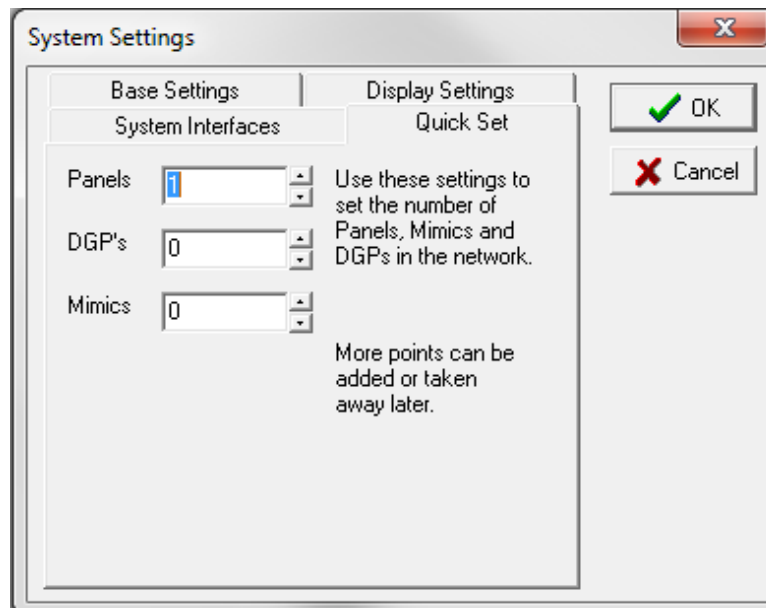 System Settings
Base Settings
Display Settings
System Interfaces
Quick Set
OK
Cancel
Panels
1
DGP's
0
Mimics
0
Use these settings to
set the number of
Panels, Mimics and
DGPs in the network.
More points can be
added or taken
away later.